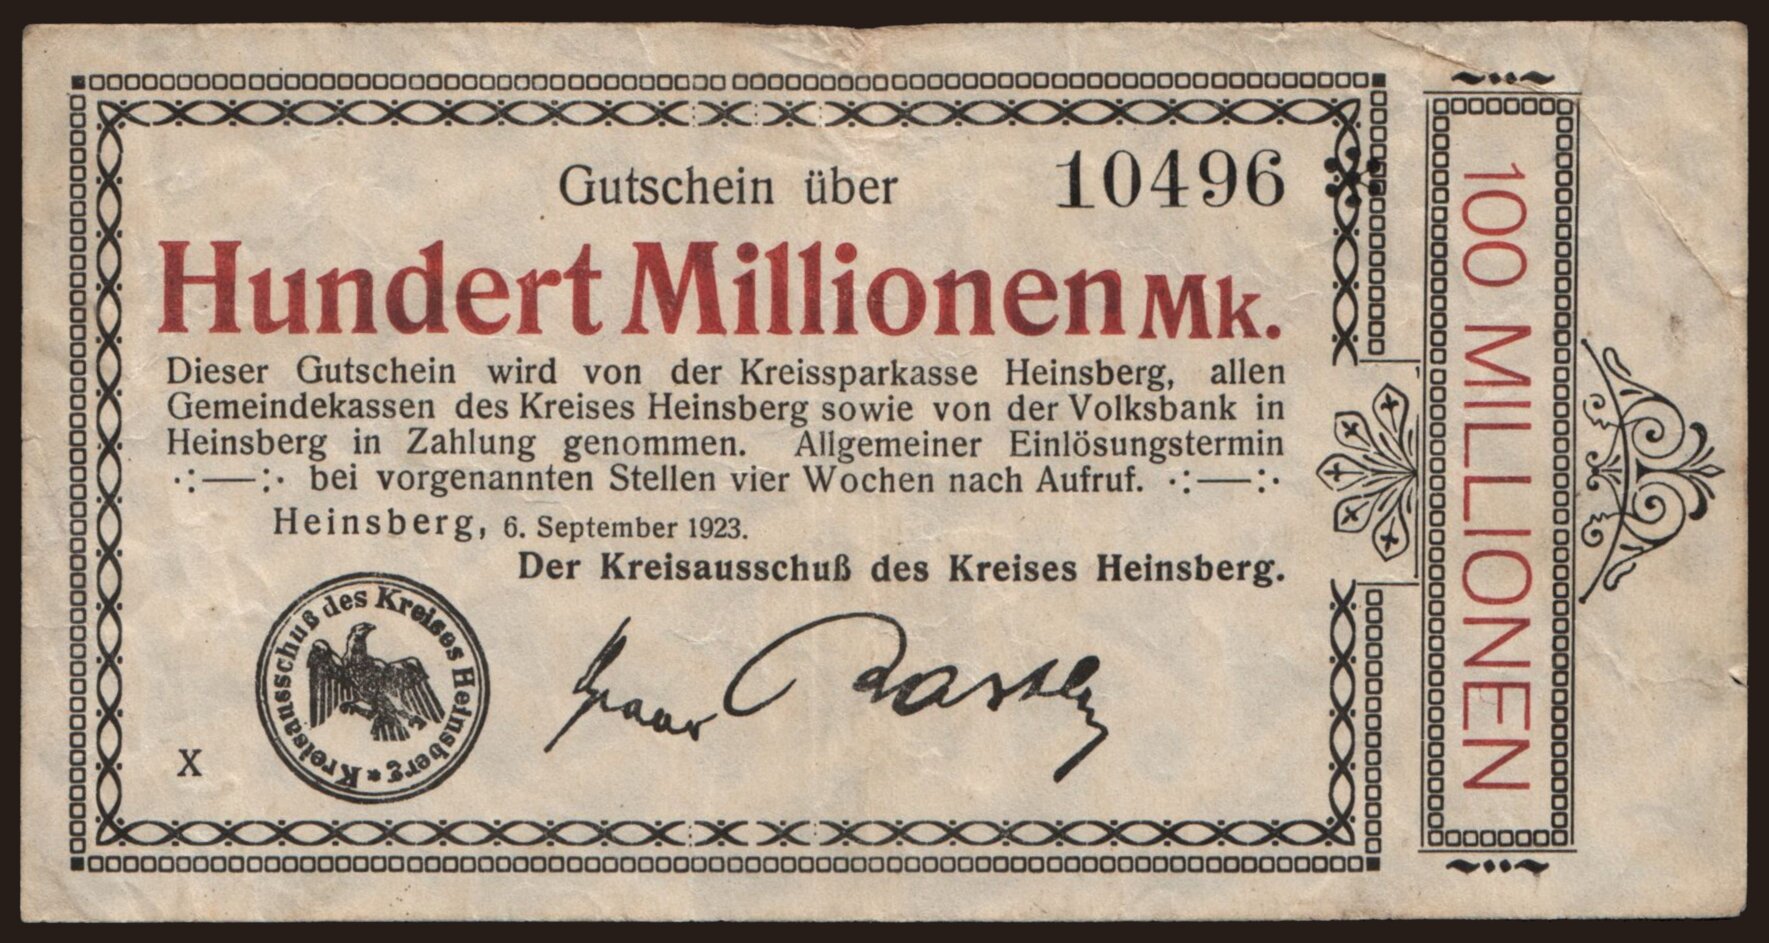 Gutschein über 10496
Hundert Millionen Mk.
Dieser Gutschein wird von der Kreissparkasse Heinsberg, allen
Gemeindekassen des Kreises Heinsberg sowie von der Volksbank in
Heinsberg in Zahlung genommen. Allgemeiner Einlösungstermin
·:—:· bei vorgenannten Stellen vier Wochen nach Aufruf. ·:—:·
Heinsberg, 6. September 1923.
Der Kreisausschuß des Kreises Heinsberg.
Kreisausschuß des Kreises Heinsberg *
X
100 MILLIONEN